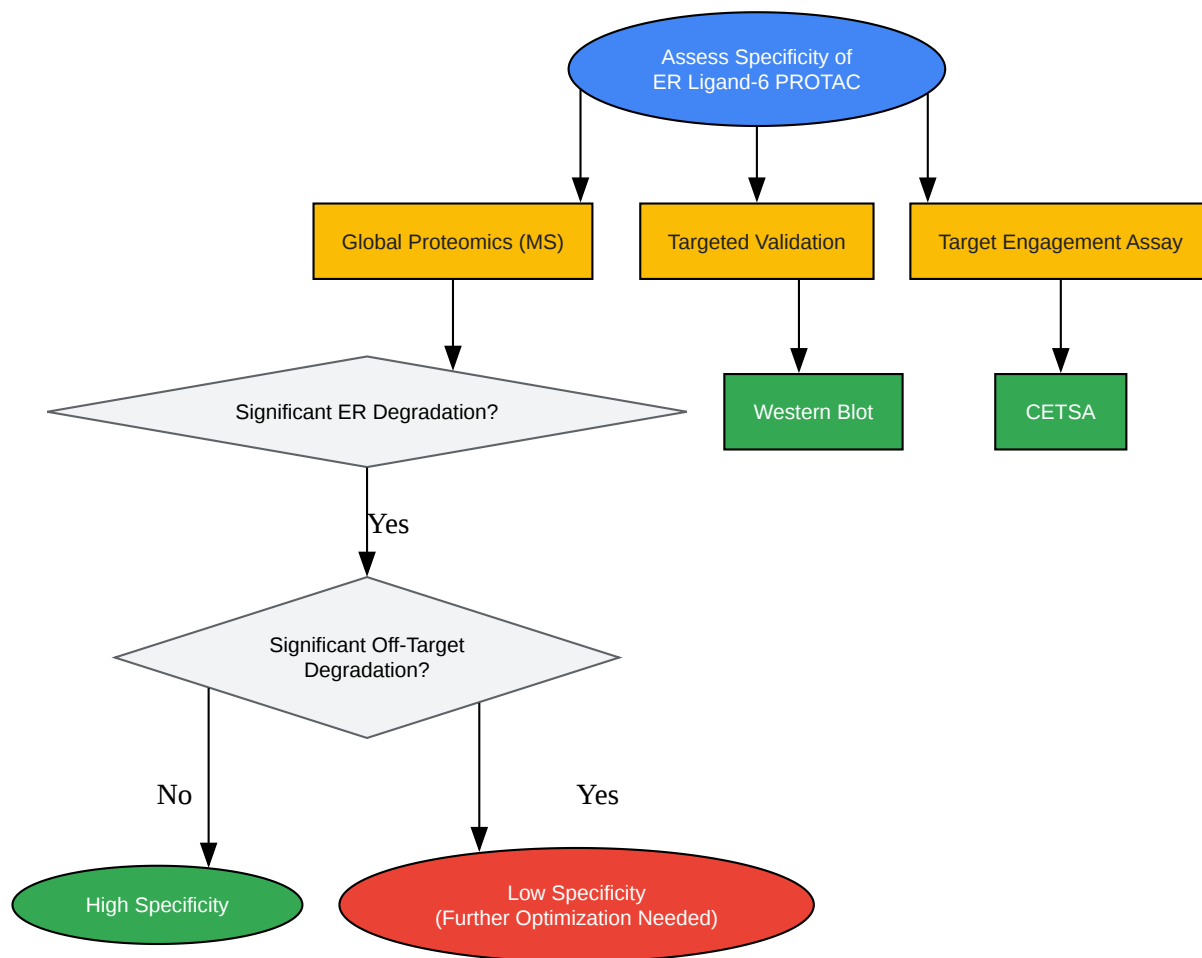 Assess Specificity of
ER Ligand-6 PROTAC
Global Proteomics (MS)
Targeted Validation
Target Engagement Assay
Significant ER Degradation?
Western Blot
CETSA
Yes
Significant Off-Target
Degradation?
No
Yes
High Specificity
Low Specificity
(Further Optimization Needed)